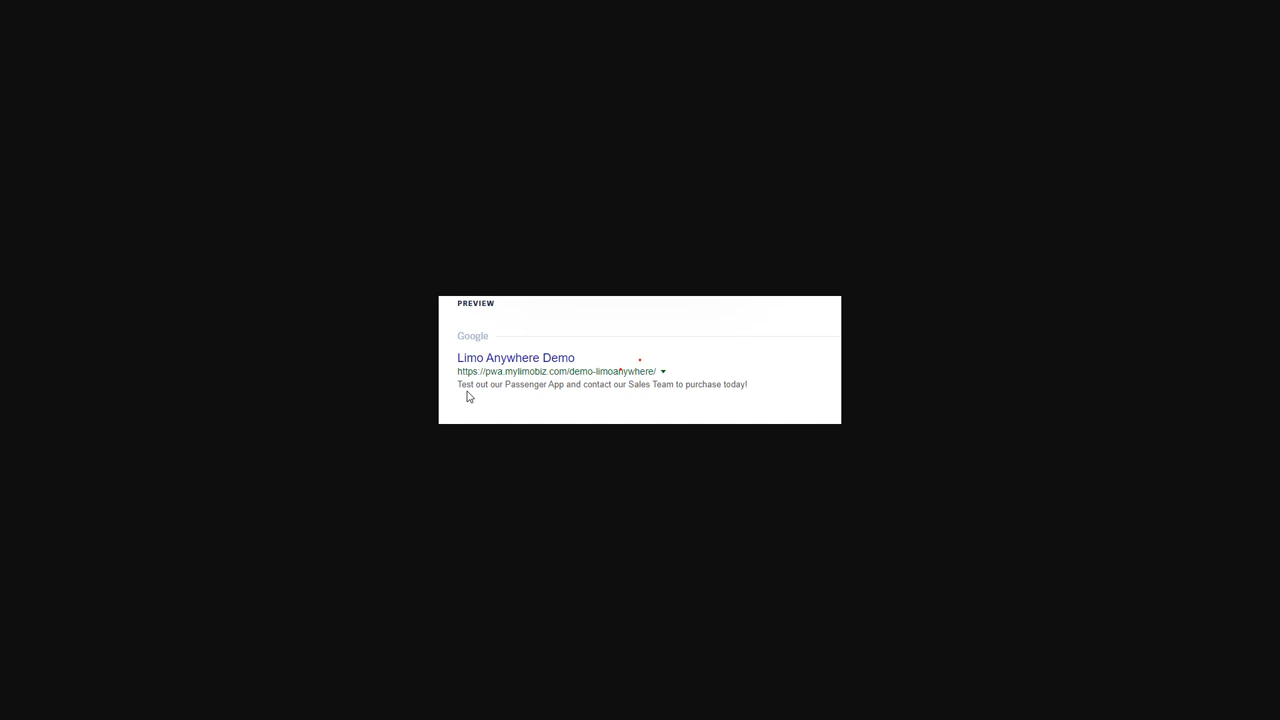 PREVIEW
Google
Limo Anywhere Demo
https://pwa.mylimobiz.com/demo-limoanywhere/
Test out our Passenger App and contact our Sales Team to purchase today!